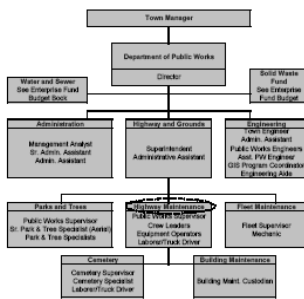 Town Manager
Department of Public Works
Director
Water and Sewer
See Enterprise Fund
Budget Book
Solid Waste
Fund
See Enterprise
Fund Budget
Administration
Management Analyst
Sr. Admin. Assistant
Admin. Assistant
Highway and Grounds
Superintendent
Administrative Assistant
Engineering
Town Engineer
Admin. Assistant
Public Works Engineers
Asst. PW Engineer
GIS Program Coordinator
Engineering Aide
Parks and Trees
Public Works Supervisor
Sr. Park & Tree Specialist (Aerial)
Park & Tree Specialists
Highway Maintenance
Public Works Supervisor
Crew Leaders
Equipment Operators
Laborer/Truck Driver
Fleet Maintenance
Fleet Supervisor
Mechanic
Cemetery
Cemetary Supervisor
Cemetery Specialist
Laborer/Truck Driver
Building Maintenance
Building Maint. Custodian